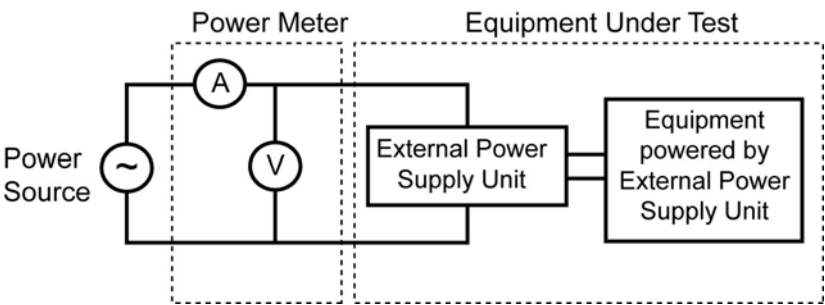 Power Meter
Equipment Under Test
A
Power
Source
~
V
External Power
Supply Unit
Equipment
powered by
External Power
Supply Unit